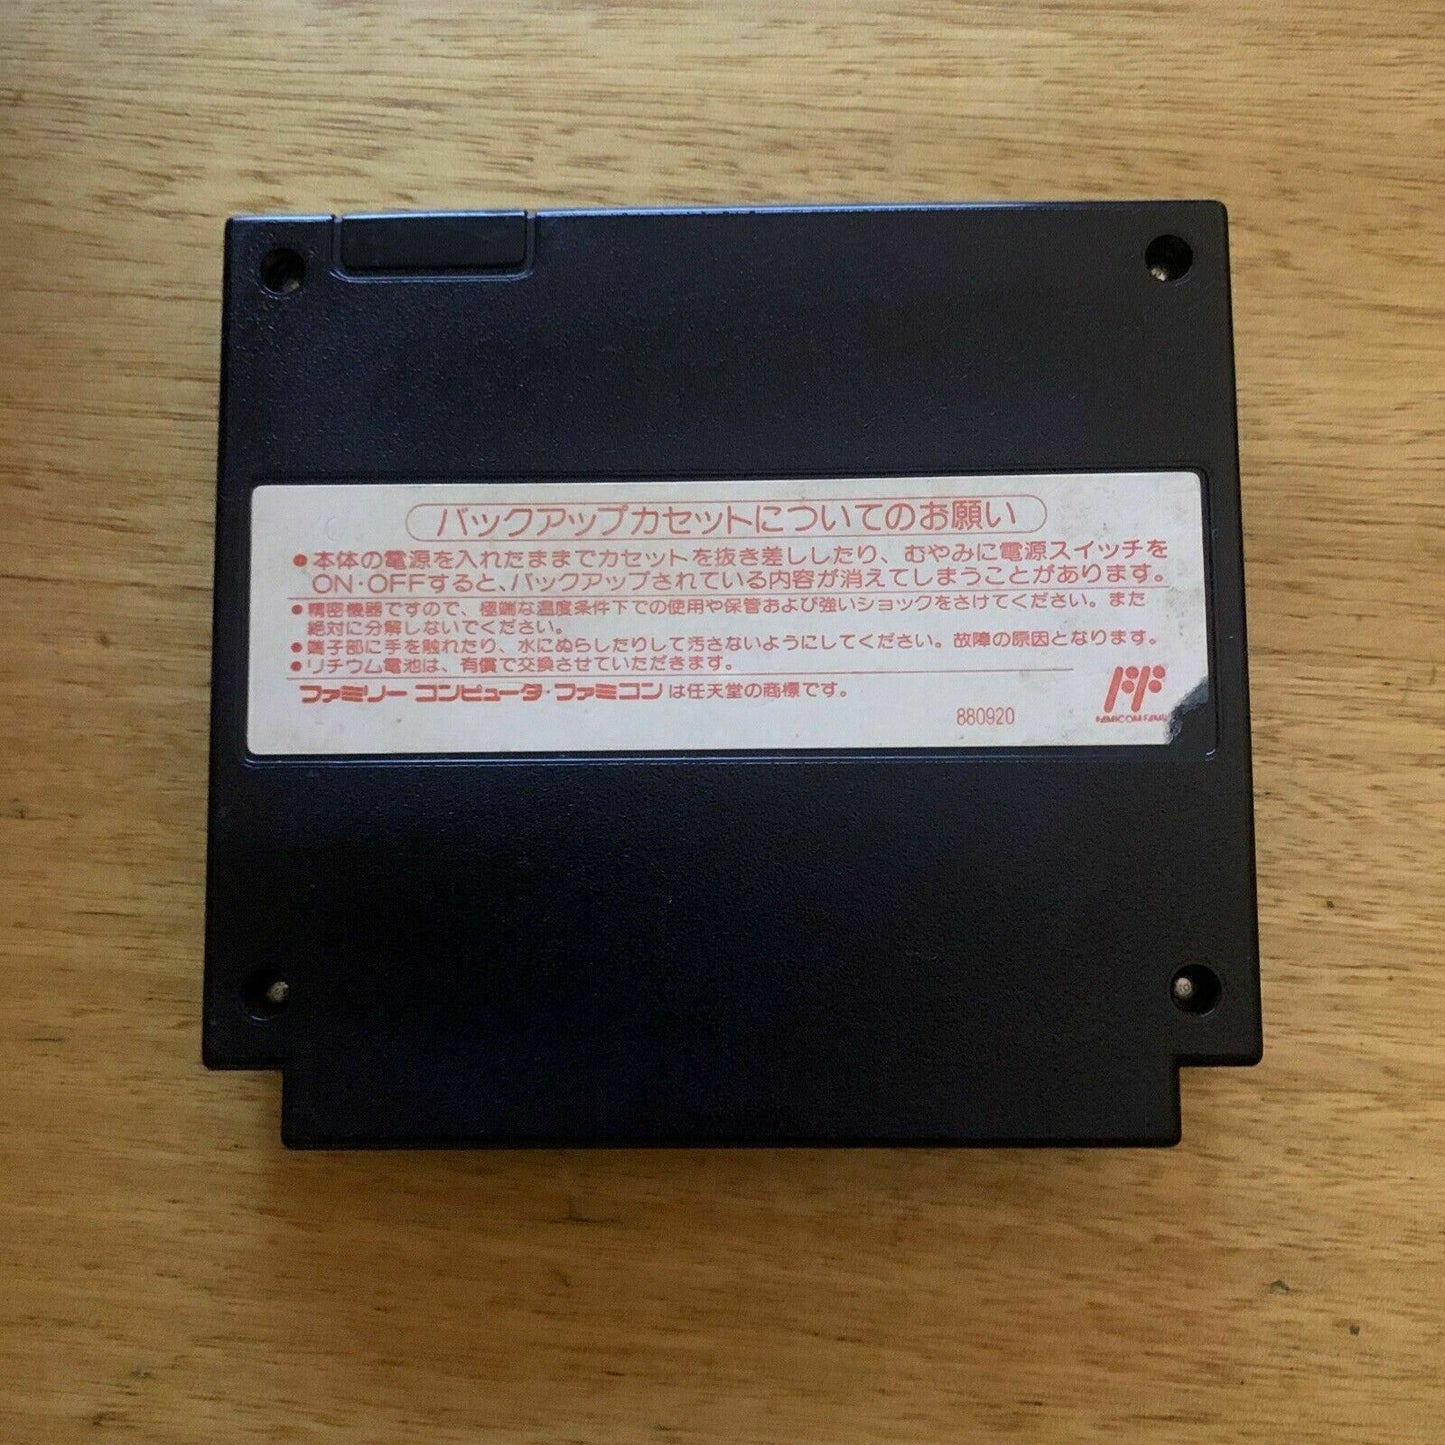 バックアップカセットについてのお願い
●本体の電源を入れたままでカセットを抜き差ししたり、むやみに電源スイッチを
ON・OFFすると、バックアップされている内容が消えてしまうことがあります。
●精密機器ですので、極端な温度条件下での使用や保管および強いショックをさけてください。また
絶対に分解しないでください。
●端子部に手を触れたり、水にぬらしたりして汚さないようにしてください。故障の原因となります。
●リチウム電池は、有償で交換させていただきます。
ファミリーコンピュータ・ファミコンは任天堂の商標です。
880920
FF
FAMICOM FAMI